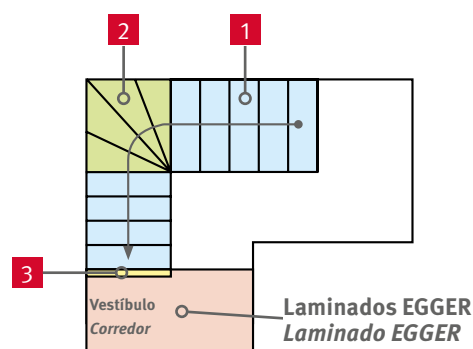 2
1
3
Vestíbulo
Corredor
Laminados EGGER
Laminado EGGER